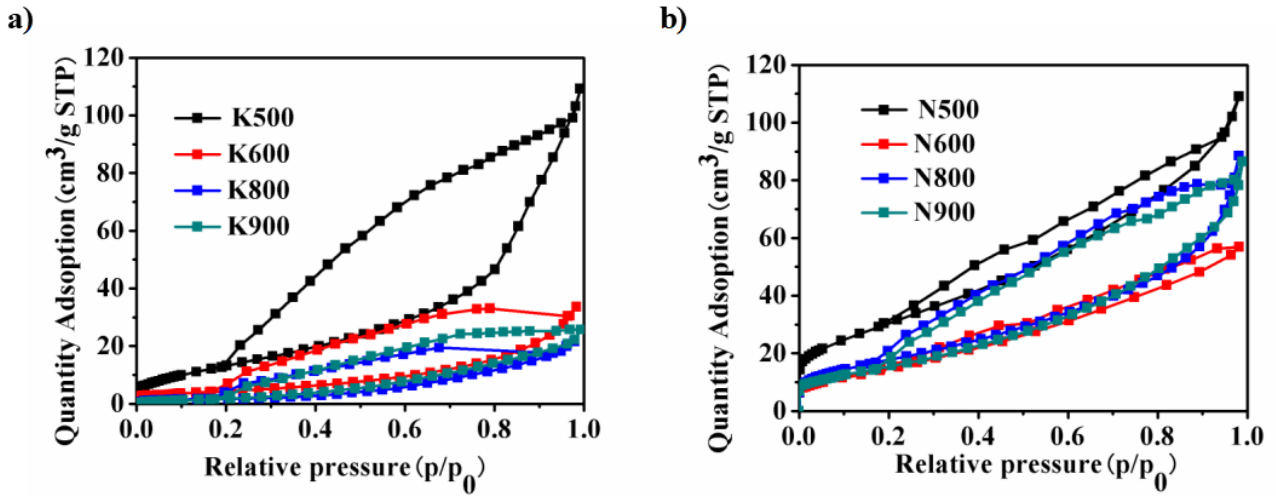 a)
Quantity Adsoption (cm³/g STP)
120
100
80
60
40
20
0
K500
K600
K800
K900
0.0 0.2 0.4 0.6 0.8 1.0
Relative pressure (p/p₀)
b)
Quantity Adsoption (cm³/g STP)
120
100
80
60
40
20
0
N500
N600
N800
N900
0.0 0.2 0.4 0.6 0.8 1.0
Relative pressure (p/p₀)